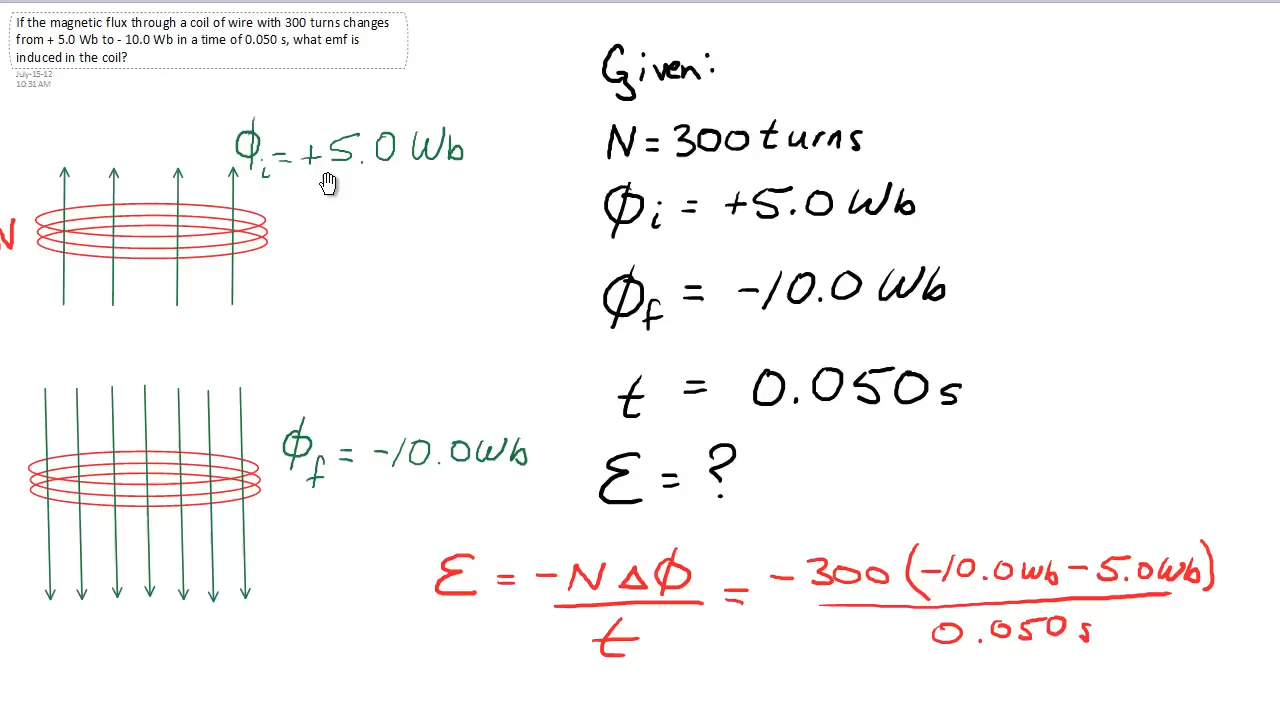 If the magnetic flux through a coil of wire with 300 turns changes
from + 5.0 Wb to - 10.0 Wb in a time of 0.050 s, what emf is
induced in the coil?
July-15-12
10:31 AM
ϕi = +5.0 Wb
N
ϕf = -10.0 Wb
Given:
N = 300 turns
ϕi = +5.0 Wb
ϕf = -10.0 Wb
t = 0.050 s
Ɛ = ?
Ɛ = -NΔϕ/t = -300 (-10.0 Wb - 5.0 Wb)/0.050 s